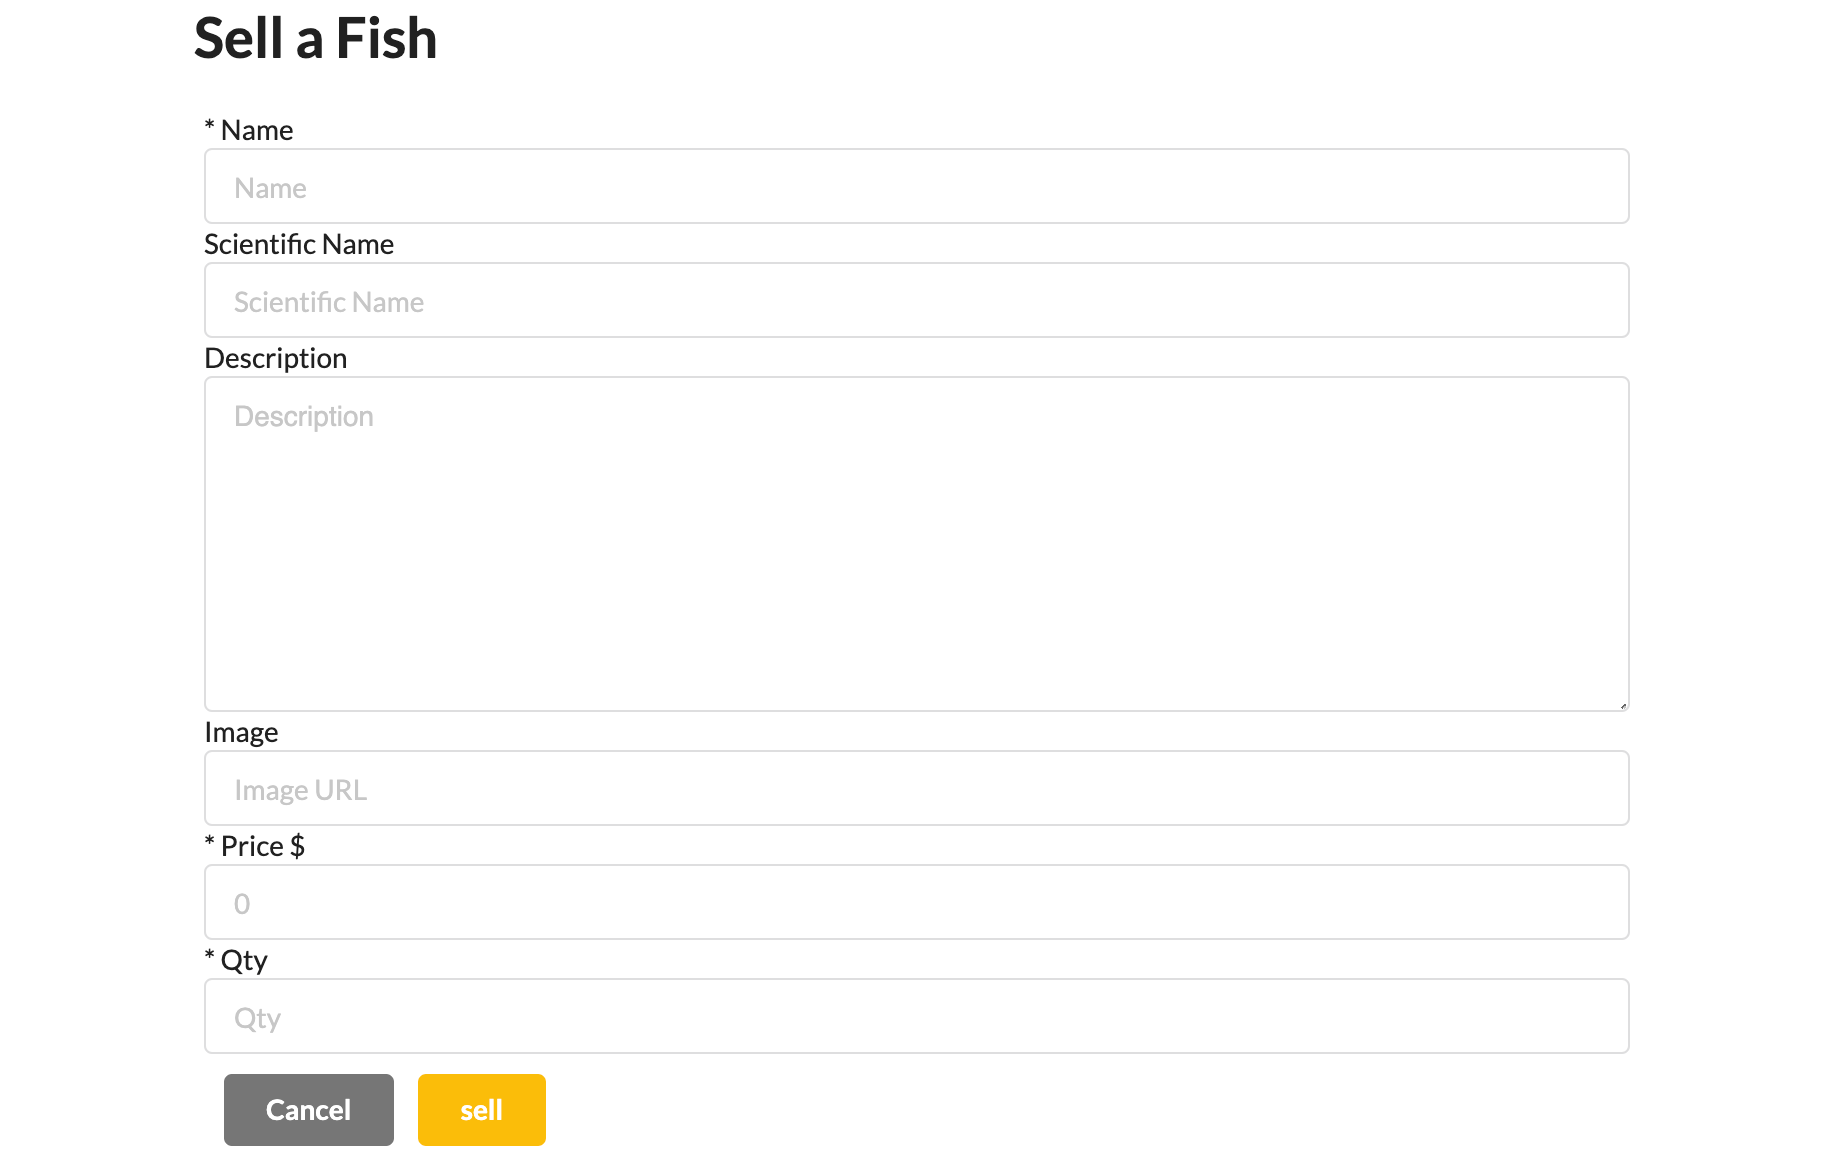 Sell a Fish
* Name
Name
Scientific Name
Scientific Name
Description
Description
Image
Image URL
* Price $
0
* Qty
Qty
Cancel sell